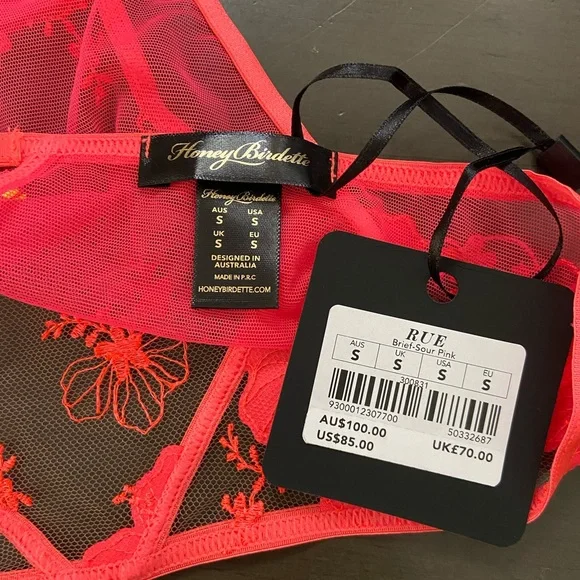 Honey Birdette
Honey Birdette
AUS USA
S S
UK EU
S S
DESIGNED IN
AUSTRALIA
MADE IN P.R.C
HONEYBIRDETTE.COM
RUE
Brief-Sour Pink
AUS UK USA EU
S S S S
300831
9300012307700 50332687
AU$100.00
US$85.00 UK£70.00